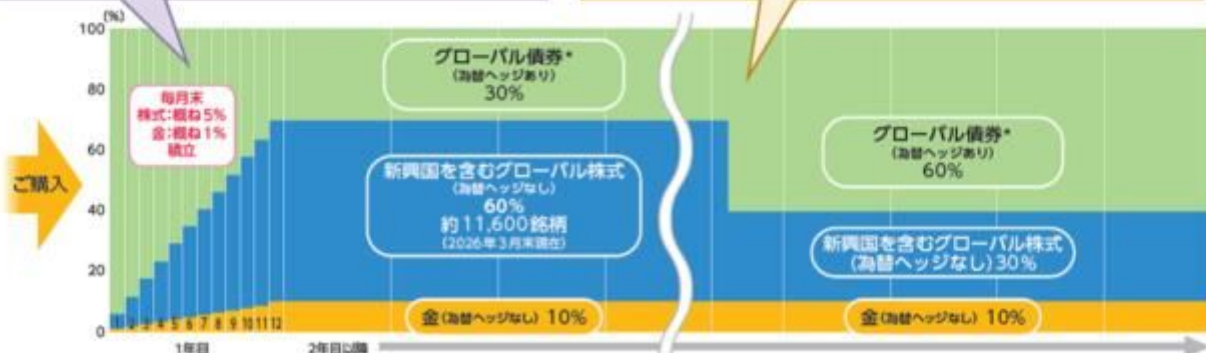 (%)
100
80
60
40
20
0
ご購入
毎月末
株式:概ね5%
金:概ね1%
積立
グローバル債券*
(為替ヘッジあり)
30%
新興国を含むグローバル株式
(為替ヘッジなし)
60%
約11,600銘柄
(2026年3月末現在)
金(為替ヘッジなし) 10%
グローバル債券*
(為替ヘッジあり)
60%
新興国を含むグローバル株式
(為替ヘッジなし)30%
金(為替ヘッジなし) 10%
1 2 3 4 5 6 7 8 9 10 11 12
1年目
2年目以降